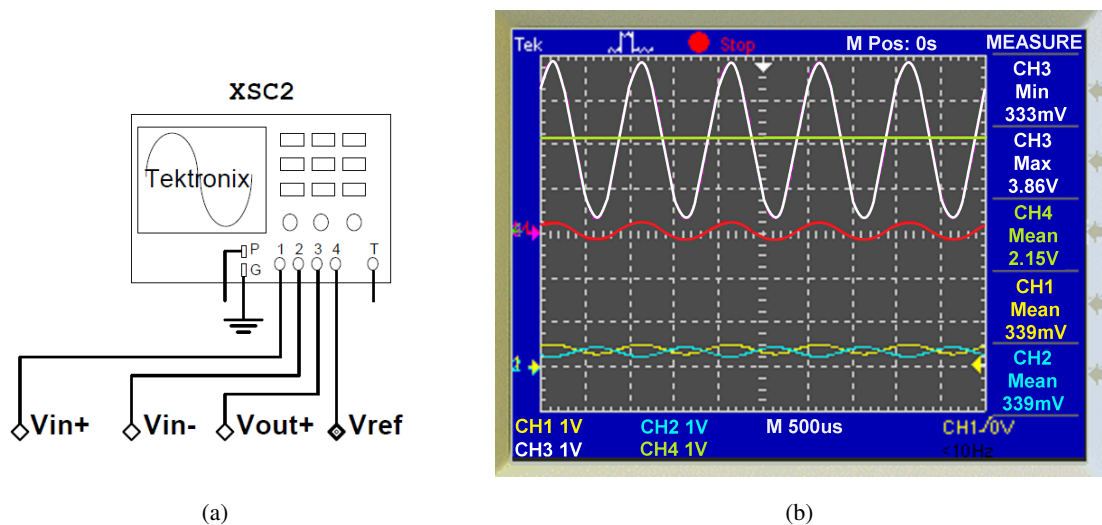 XSC2
Tektronix
P
G
1 2 3 4 T
Vin+ Vin- Vout+ Vref
(a)
Tek Stop M Pos: 0s MEASURE
CH3
Min
333mV
CH3
Max
3.86V
CH4
Mean
2.15V
CH1
Mean
339mV
CH2
Mean
339mV
CH1 1V CH2 1V M 500us CH1/0V
CH3 1V CH4 1V <10Hz
(b)